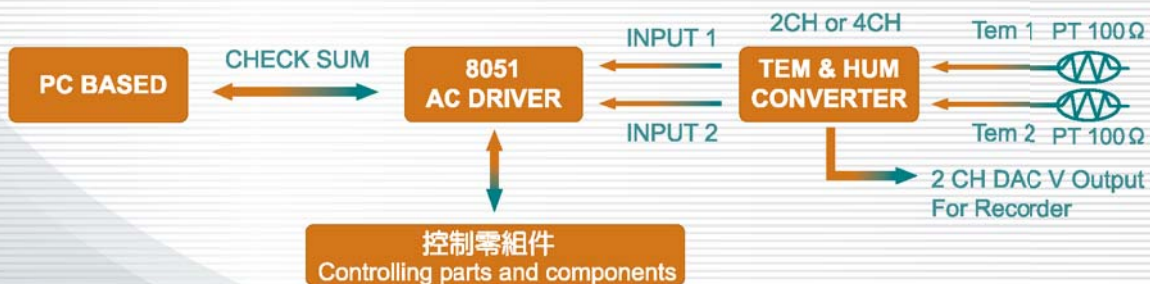 PC BASED
CHECK SUM
8051
AC DRIVER
INPUT 1
INPUT 2
2CH or 4CH
TEM & HUM
CONVERTER
Tem 1 PT 100Ω
Tem 2 PT 100Ω
2 CH DAC V Output
For Recorder
控制零組件
Controlling parts and components